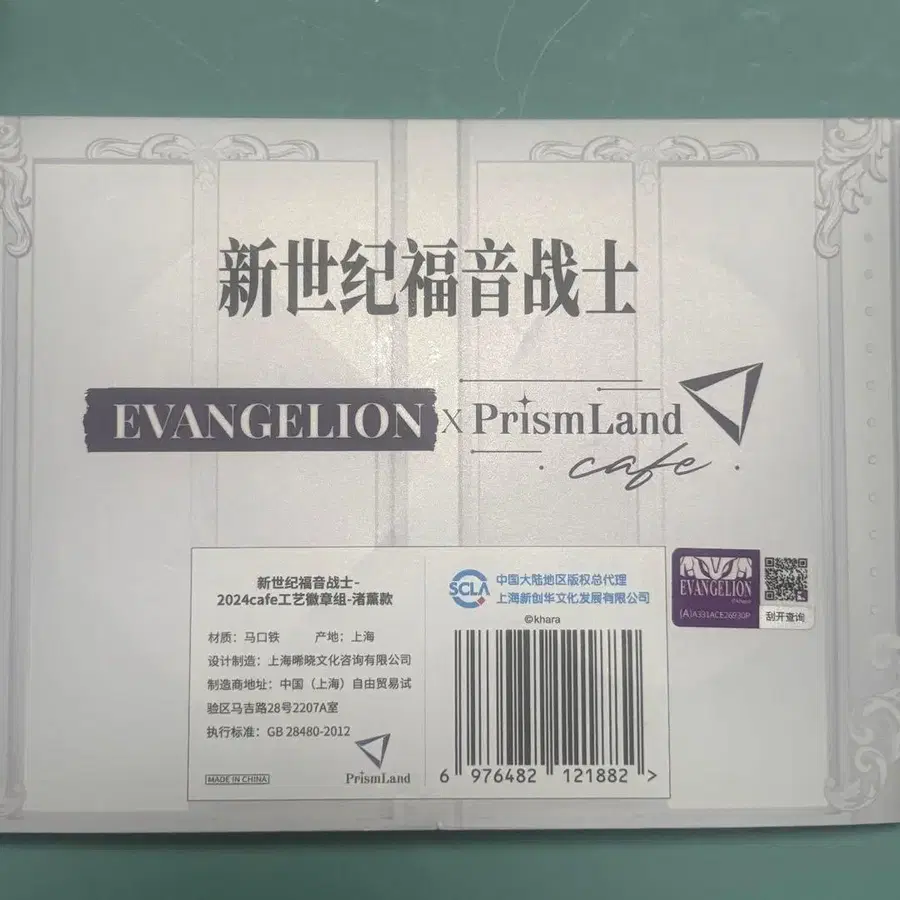 新世纪福音战士
EVANGELION X PrismLand
cafe
新世纪福音战士-
2024cafe工艺徽章组-渚薰款
材质：马口铁 产地：上海
设计制造：上海晞晓文化咨询有限公司
制造商地址：中国（上海）自由贸易试
验区马吉路28号2207A室
执行标准：GB 28480-2012
MADE IN CHINA
PrismLand
SCLA
中国大陆地区版权总代理
上海新创华文化发展有限公司
©khara
6 976482 121882 >
EVANGELION
©khara
(A)A331ACE26930P
刮开查询